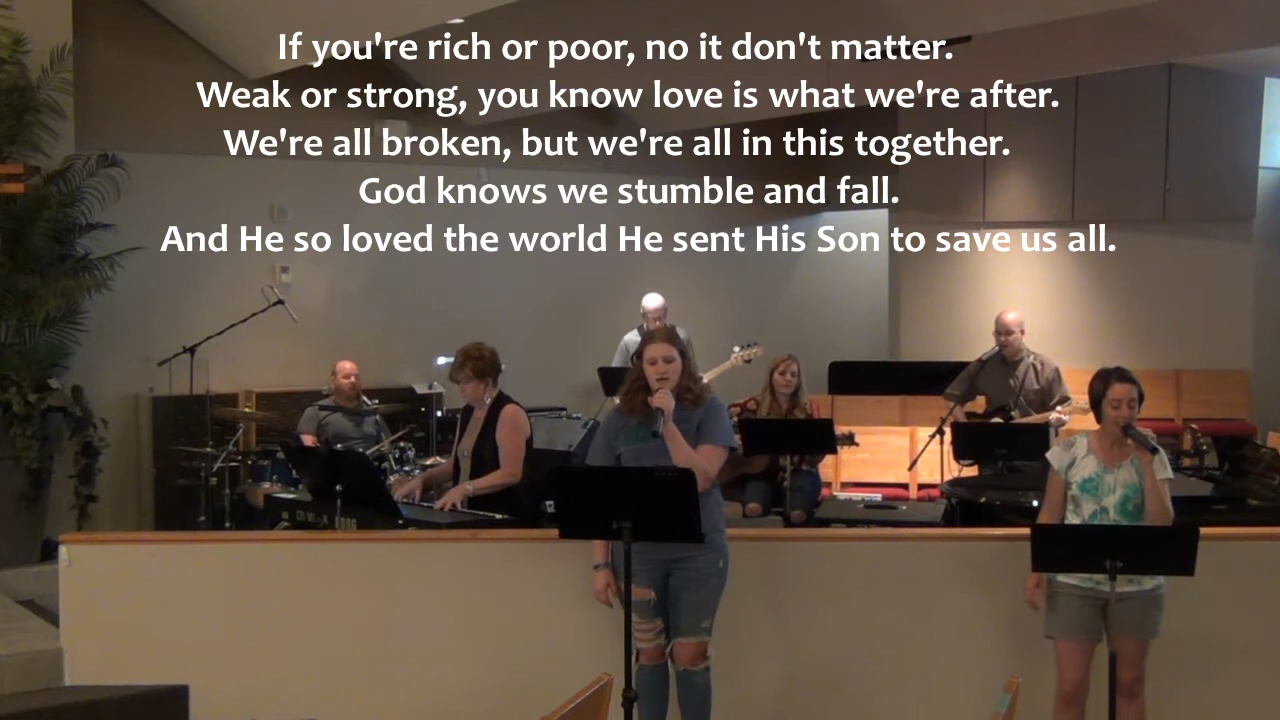 If you're rich or poor, no it don't matter.
Weak or strong, you know love is what we're after.
We're all broken, but we're all in this together.
God knows we stumble and fall.
And He so loved the world He sent His Son to save us all.
KORG